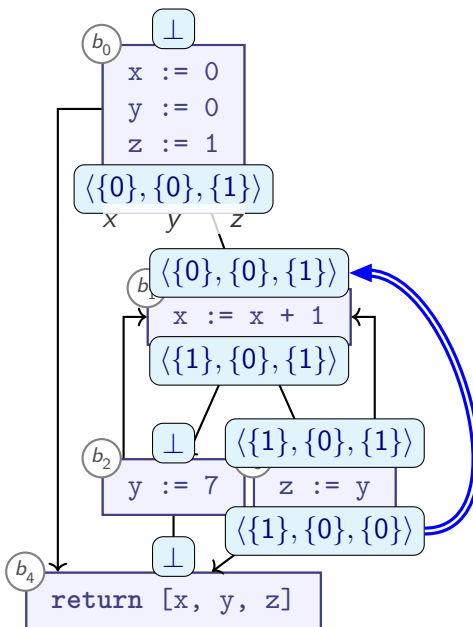 ⊥
b₀
x := 0
y := 0
z := 1
⟨{0}, {0}, {1}⟩
x y z
⟨{0}, {0}, {1}⟩
x := x + 1
⟨{1}, {0}, {1}⟩
⊥
⟨{1}, {0}, {1}⟩
b₂
y := 7
z := y
⟨{1}, {0}, {0}⟩
⊥
b₄
return [x, y, z]